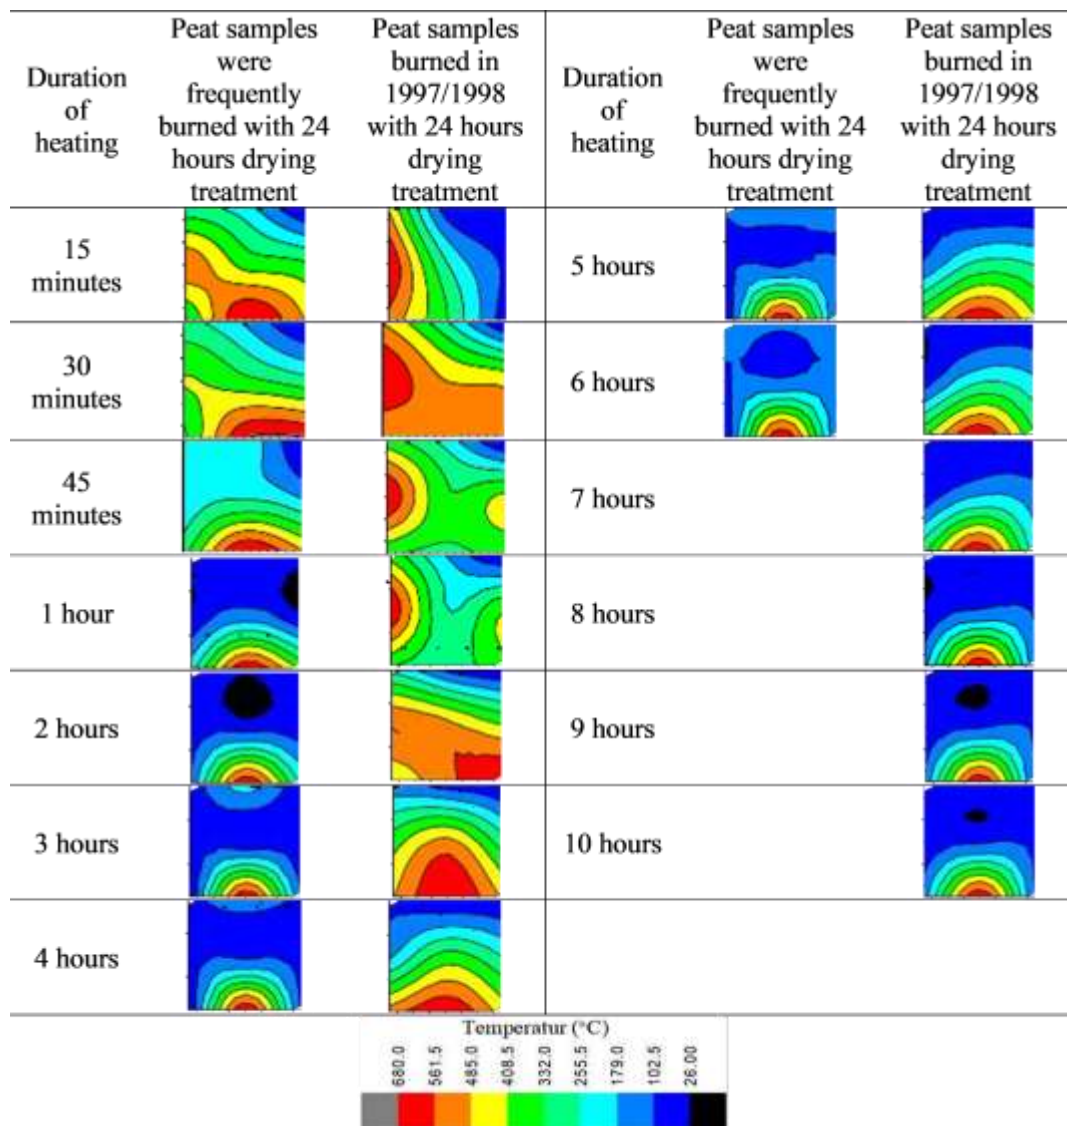 Duration
of
heating
Peat samples
were
frequently
burned with 24
hours drying
treatment
Peat samples
burned in
1997/1998
with 24 hours
drying
treatment
Duration
of
heating
Peat samples
were
frequently
burned with 24
hours drying
treatment
Peat samples
burned in
1997/1998
with 24 hours
drying
treatment
15
minutes
5 hours
30
minutes
6 hours
45
minutes
7 hours
1 hour
8 hours
2 hours
9 hours
3 hours
10 hours
4 hours
Temperatur (°C)
680.0
561.5
485.0
408.5
332.0
255.5
179.0
102.5
26.00